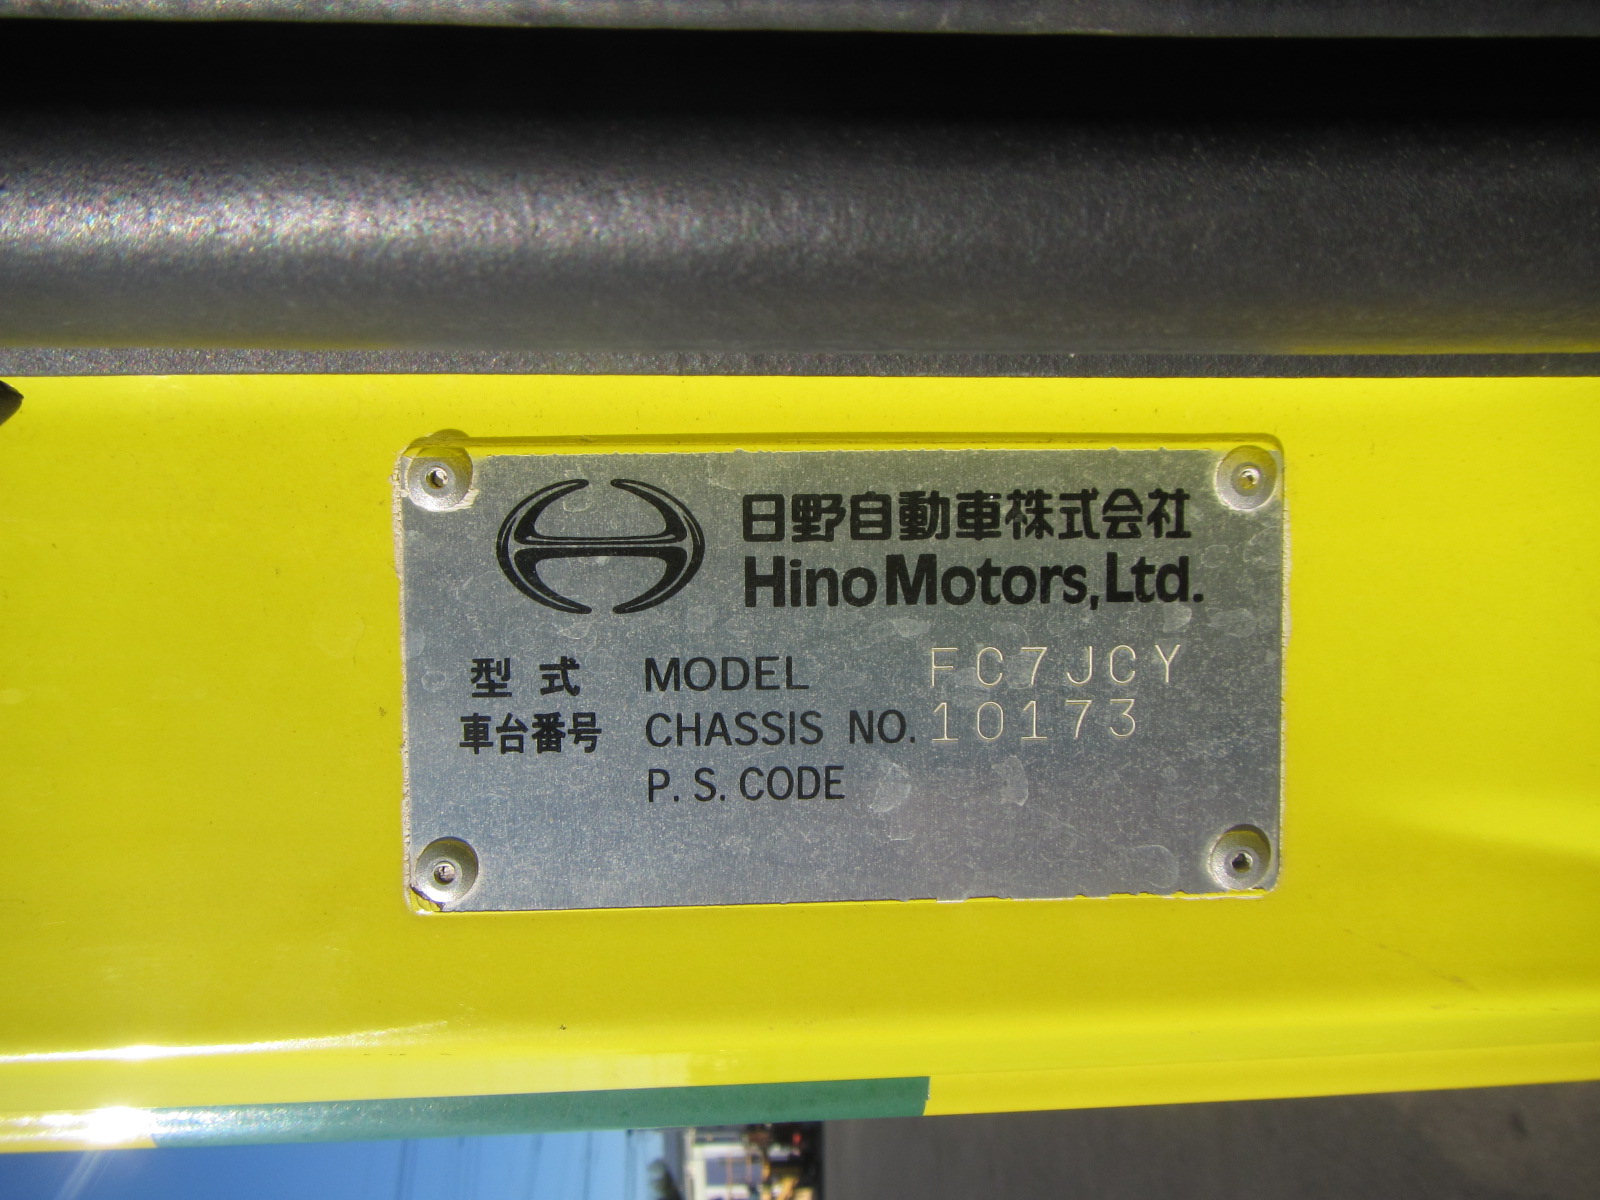 日野自動車株式会社
Hino Motors, Ltd.
型式 MODEL FC7JCY
車台番号 CHASSIS NO. 10173
P. S. CODE